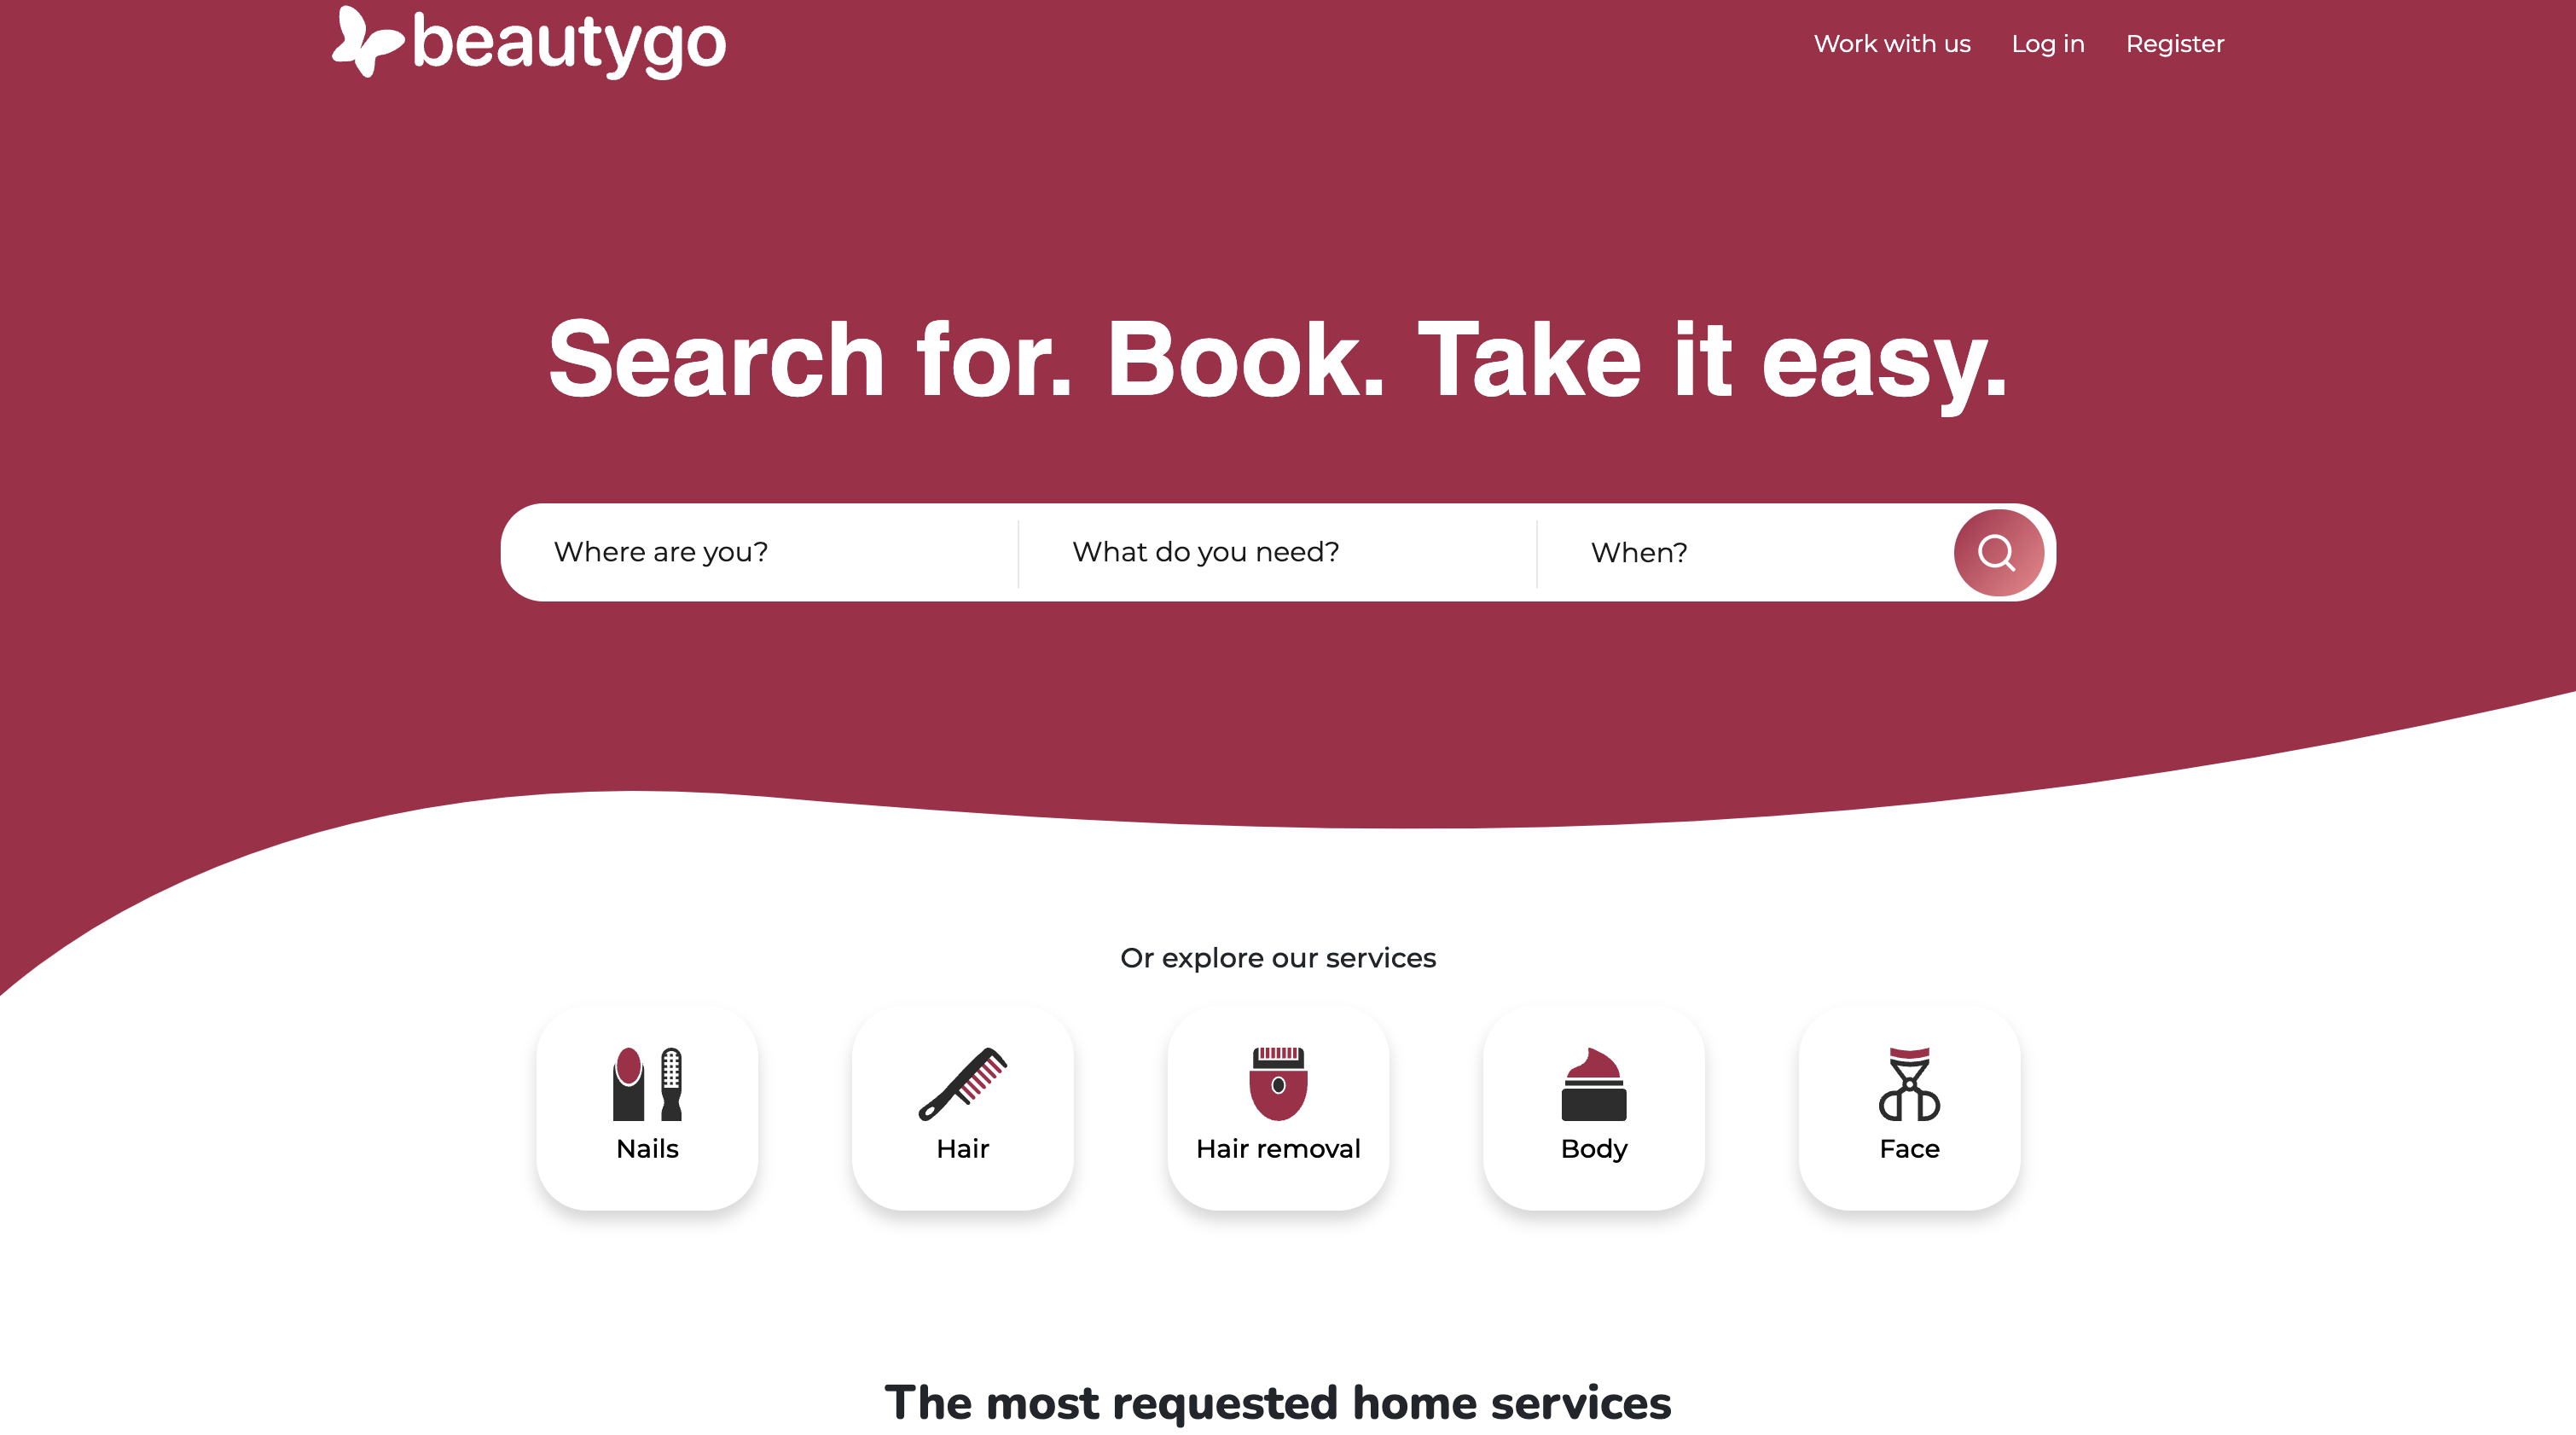 beautygo
Work with us
Log in
Register
Search for. Book. Take it easy.
Where are you?
What do you need?
When?
Or explore our services
Nails
Hair
Hair removal
Body
Face
The most requested home services